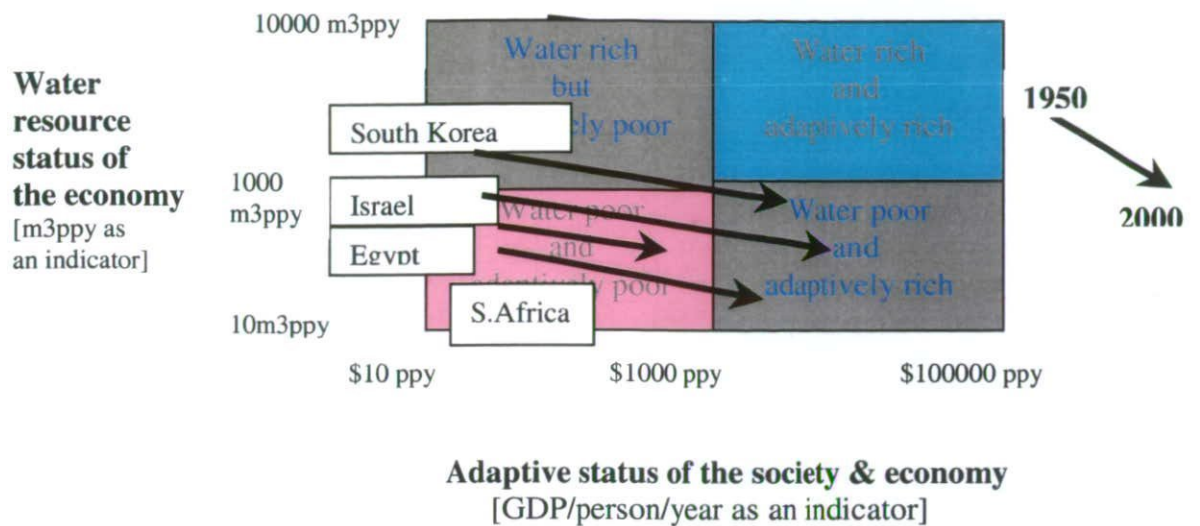 10000 m3ppy
Water
resource
status of
the economy
[m3ppy as
an indicator]
1000
m3ppy
10m3ppy
Water rich
but
ely poor
Water rich
and
adaptively rich
South Korea
Israel
Egypt
S.Africa
Water poor
and
poor
Water poor
and
adaptively rich
1950
2000
$10 ppy
$1000 ppy
$100000 ppy
Adaptive status of the society & economy
[GDP/person/year as an indicator]